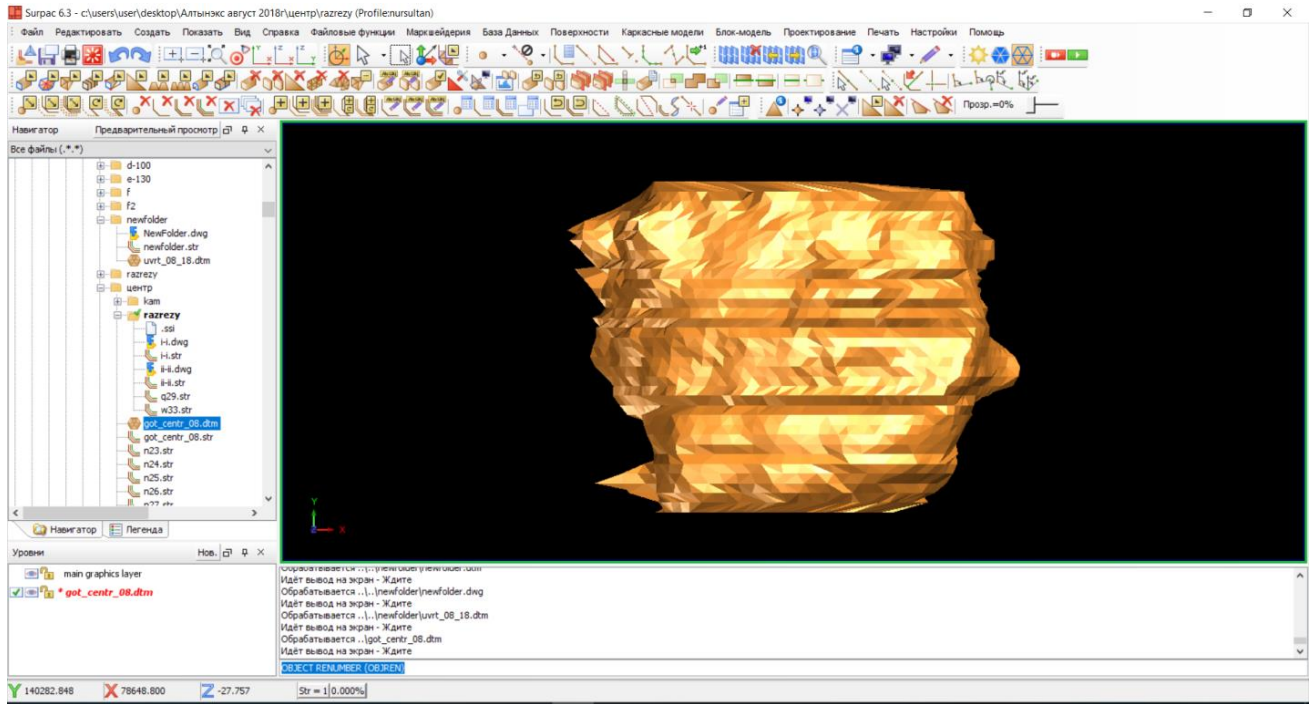 Surpac 6.3 - c:\users\user\desktop\Алтынэкс август 2018г\центр\razrezy (Profile:nursultan)
Файл Редактировать Создать Показать Вид Справка Файловые функции Маркшейдерия База Данных Поверхности Каркасные модели Блок-модель Проектирование Печать Настройки Помощь
Прозр.=0%
Навигатор Предварительный просмотр
Все файлы (.*.*)
d-100
e-130
f
f2
newfolder
NewFolder.dwg
newfolder.str
uvrt_08_18.dtm
razrezy
центр
kam
razrezy
.ssi
i-i.dwg
i-i.str
ii-ii.dwg
ii-ii.str
q29.str
w33.str
got_centr_08.dtm
got_centr_08.str
n23.str
n24.str
n25.str
n26.str
n27.str
Навигатор Легенда
Y
Z X
Уровни Нов.
main graphics layer
* got_centr_08.dtm
Обрабатывается ..\..\newfolder\newfolder.dtm
Идёт вывод на экран - Ждите
Обрабатывается ..\..\newfolder\newfolder.dwg
Идёт вывод на экран - Ждите
Обрабатывается ..\..\newfolder\uvrt_08_18.dtm
Идёт вывод на экран - Ждите
Обрабатывается ..\got_centr_08.dtm
Идёт вывод на экран - Ждите
OBJECT RENUMBER (OBJREN)
Y 140282.848 X 78648.800 Z -27.757 Str = 1 0.000%